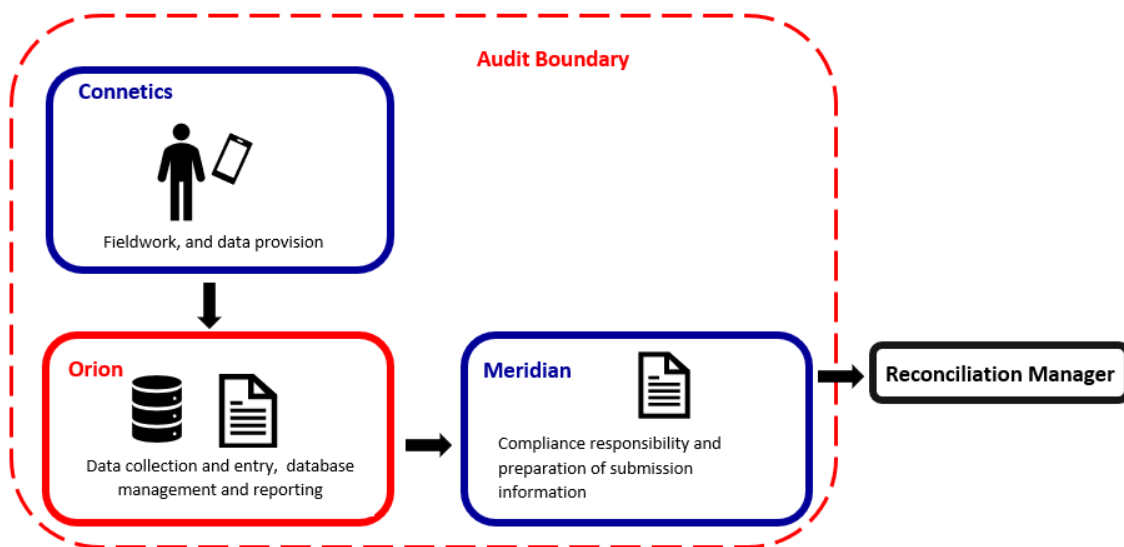 Audit Boundary
Connetics
Fieldwork, and data provision
Orion
Data collection and entry,  database
management and reporting
Meridian
Compliance responsibility and
preparation of submission
information
Reconciliation Manager